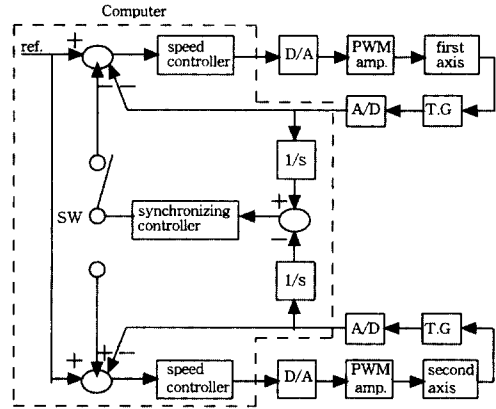 Computer
ref. + speed controller D/A PWM amp. first axis
− −
A/D T.G
1/s
+
SW synchronizing controller
−
1/s
A/D T.G
+ + −
speed controller D/A PWM amp. second axis